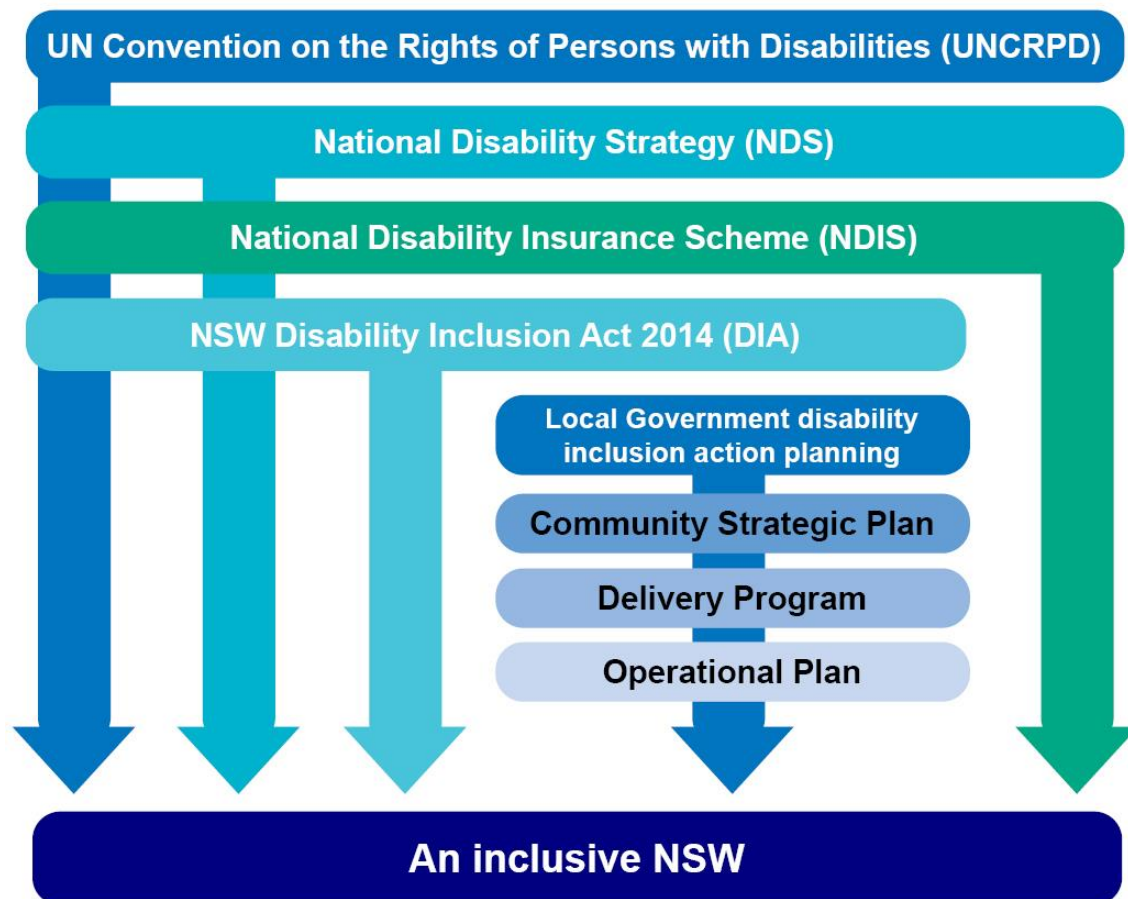 UN Convention on the Rights of Persons with Disabilities (UNCRPD)
National Disability Strategy (NDS)
National Disability Insurance Scheme (NDIS)
NSW Disability Inclusion Act 2014 (DIA)
Local Government disability
inclusion action planning
Community Strategic Plan
Delivery Program
Operational Plan
An inclusive NSW